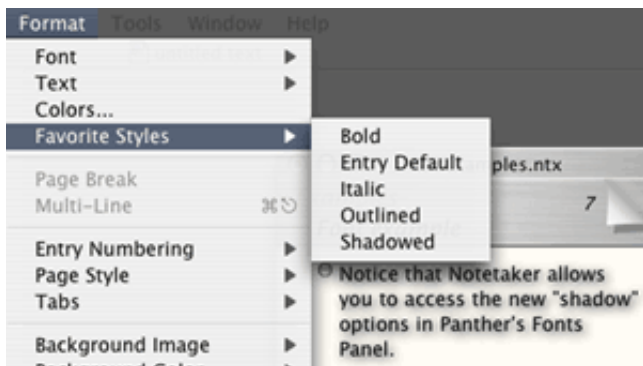 Format Tools Window Help
Font
Text
Colors...
Favorite Styles
Page Break
Multi-Line ⌘
Entry Numbering
Page Style
Tabs
Background Image
Background Color
Bold
Entry Default
Italic
Outlined
Shadowed
ples.ntx
7
Notice that Notetaker allows
you to access the new "shadow"
options in Panther's Fonts
Panel.